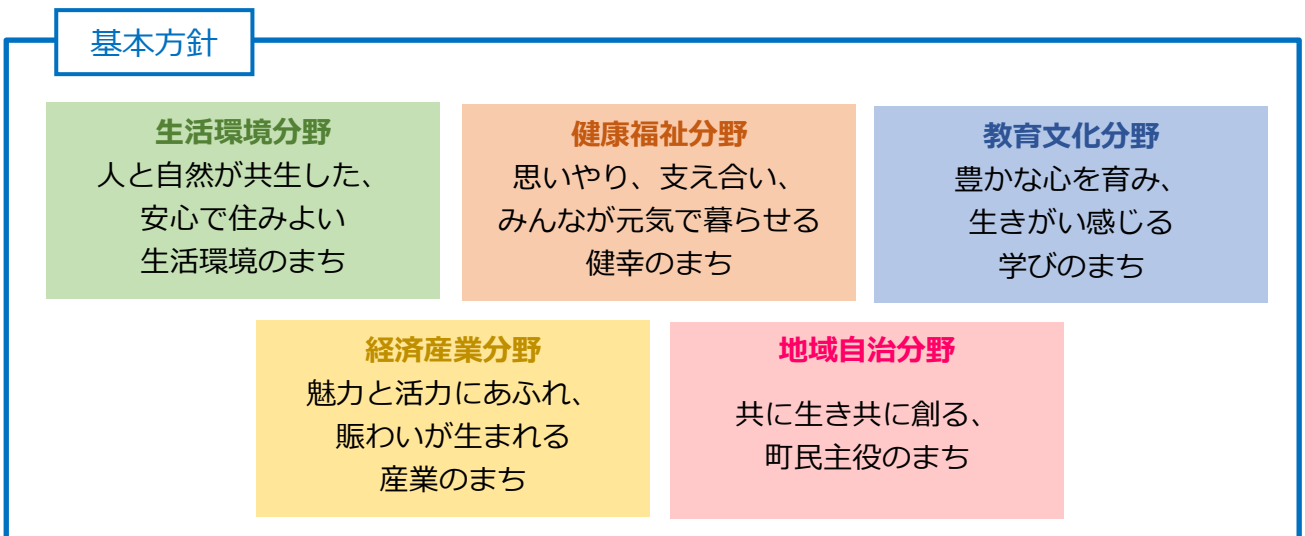 基本方針
生活環境分野
人と自然が共生した、
安心で住みよい
生活環境のまち
健康福祉分野
思いやり、支え合い、
みんなが元気で暮らせる
健幸のまち
教育文化分野
豊かな心を育み、
生きがい感じる
学びのまち
経済産業分野
魅力と活力にあふれ、
賑わいが生まれる
産業のまち
地域自治分野
共に生き共に創る、
町民主役のまち